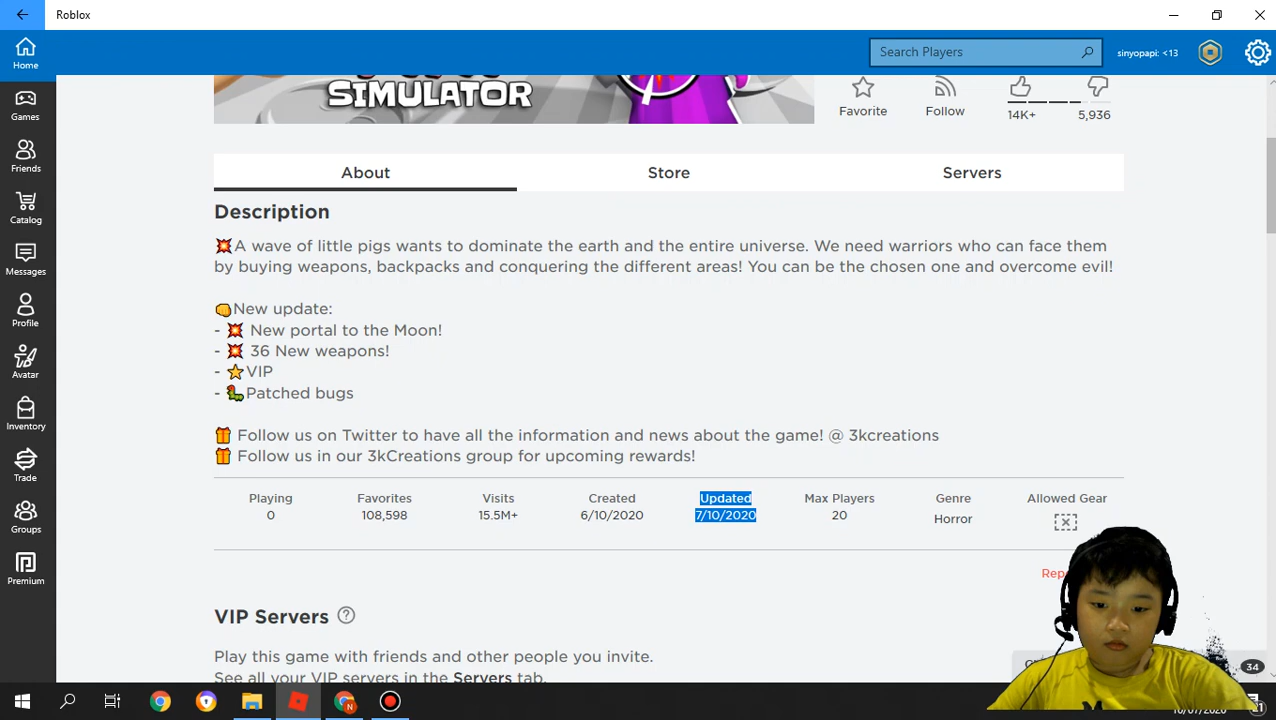 Roblox
Home
Search Players
sinyopapi: <13
Games
Friends
Catalog
Messages
Profile
Avatar
Inventory
Trade
Groups
Premium
SIMULATOR
Favorite
Follow
14K+
5,936
About
Store
Servers
Description
💥A wave of little pigs wants to dominate the earth and the entire universe. We need warriors who can face them
by buying weapons, backpacks and conquering the different areas! You can be the chosen one and overcome evil!
👊New update:
- 💥 New portal to the Moon!
- 💥 36 New weapons!
- ⭐VIP
- 🐛Patched bugs
🎁 Follow us on Twitter to have all the information and news about the game! @ 3kcreations
🎁 Follow us in our 3kCreations group for upcoming rewards!
Playing Favorites Visits Created Updated Max Players Genre Allowed Gear
0 108,598 15.5M+ 6/10/2020 7/10/2020 20 Horror
VIP Servers ?
Play this game with friends and other people you invite.
See all your VIP servers in the Servers tab.
34